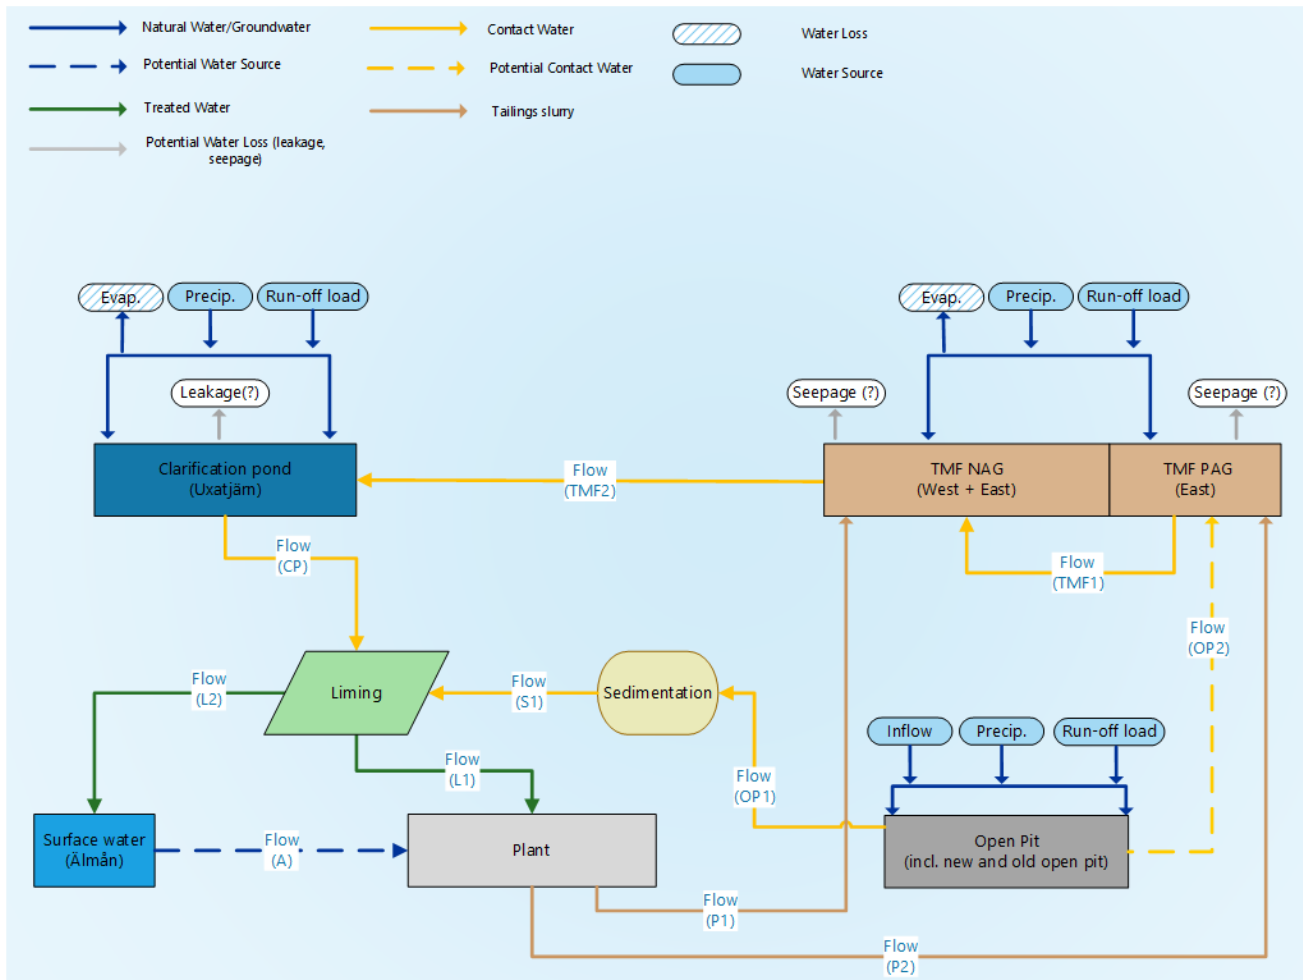 Natural Water/Groundwater
Contact Water
Water Loss
Potential Water Source
Potential Contact Water
Water Source
Treated Water
Tailings slurry
Potential Water Loss (leakage,
seepage)
Evap.
Precip.
Run-off load
Evap.
Precip.
Run-off load
Leakage(?)
Seepage (?)
Seepage (?)
Clarification pond
(Uxatjärn)
Flow
(TMF2)
TMF NAG
(West + East)
TMF PAG
(East)
Flow
(CP)
Flow
(TMF1)
Flow
(OP2)
Flow
(L2)
Liming
Flow
(S1)
Sedimentation
Inflow
Precip.
Run-off load
Flow
(L1)
Flow
(OP1)
Surface water
(Älmån)
Flow
(A)
Plant
Open Pit
(incl. new and old open pit)
Flow
(P1)
Flow
(P2)